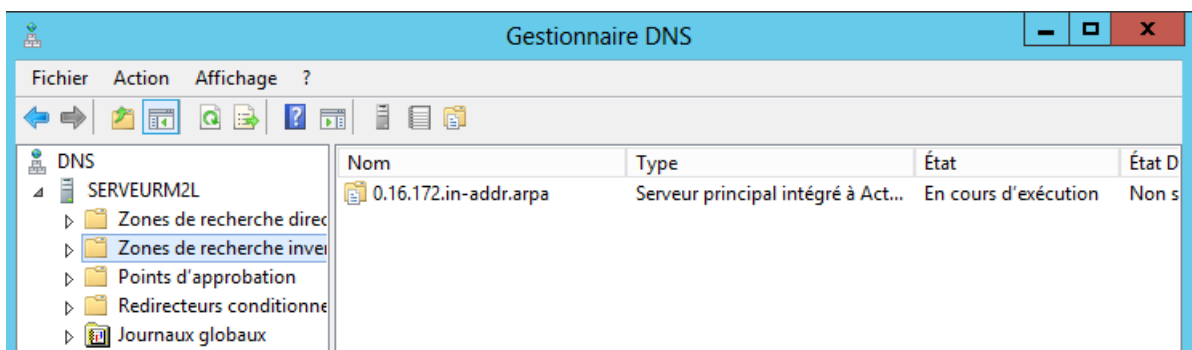 Gestionnaire DNS
Fichier Action Affichage ?
DNS
SERVEURM2L
Zones de recherche direc
Zones de recherche inver
Points d'approbation
Redirecteurs conditionne
Journaux globaux
Nom Type État État D
0.16.172.in-addr.arpa Serveur principal intégré à Act... En cours d'exécution Non s